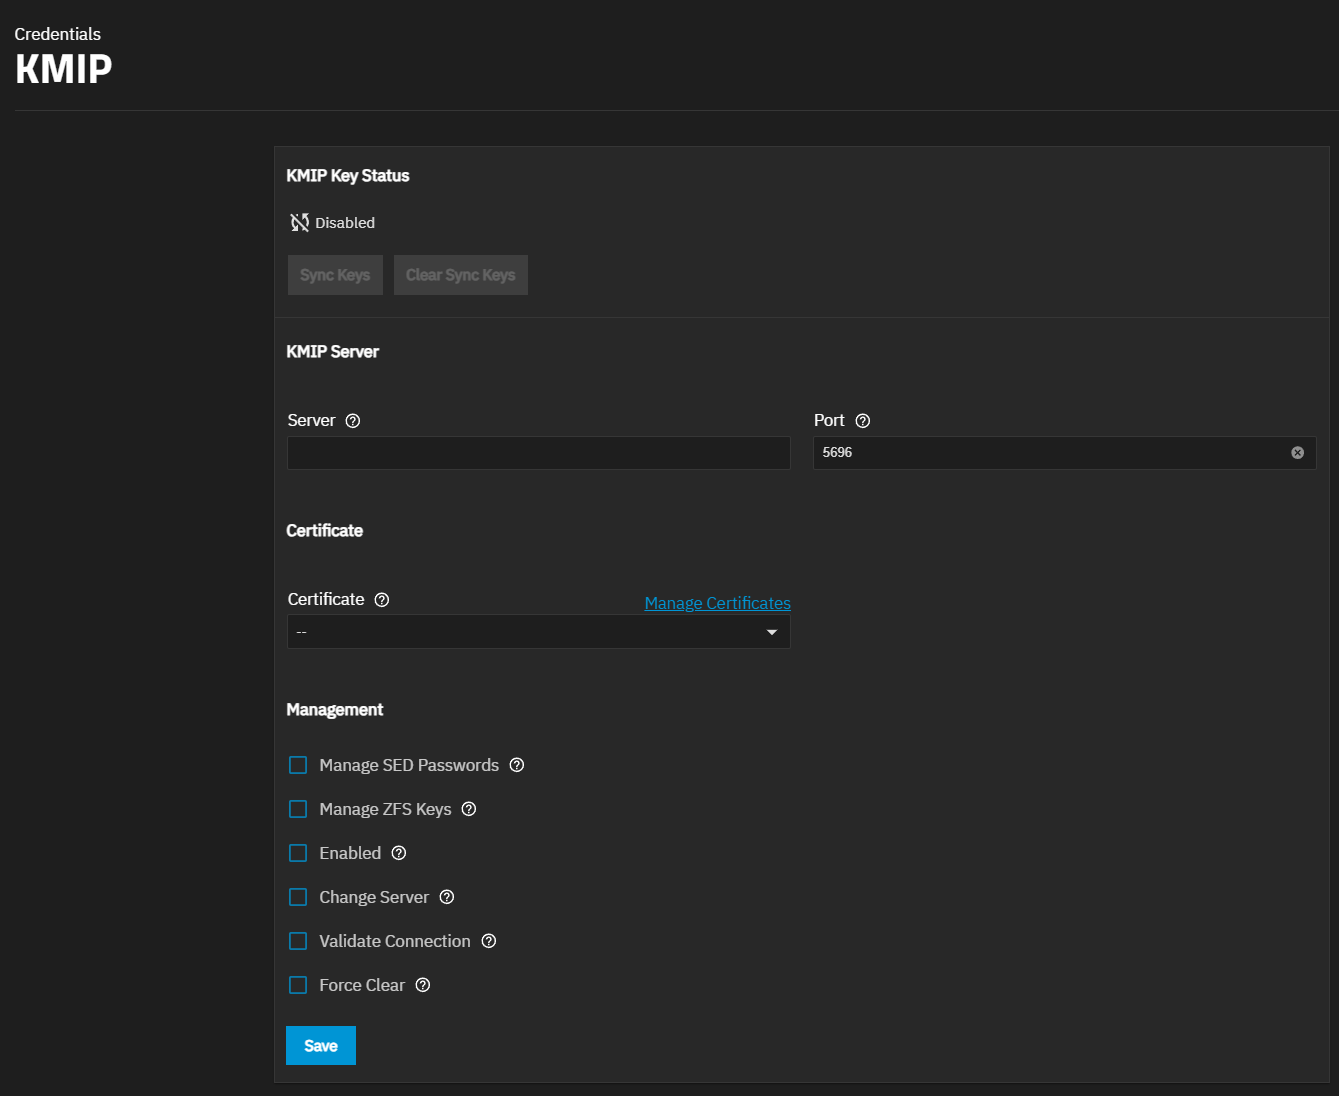 Credentials
KMIP
KMIP Key Status
Disabled
Sync Keys Clear Sync Keys
KMIP Server
Server Port
5696
Certificate
Certificate Manage Certificates
--
Management
Manage SED Passwords
Manage ZFS Keys
Enabled
Change Server
Validate Connection
Force Clear
Save